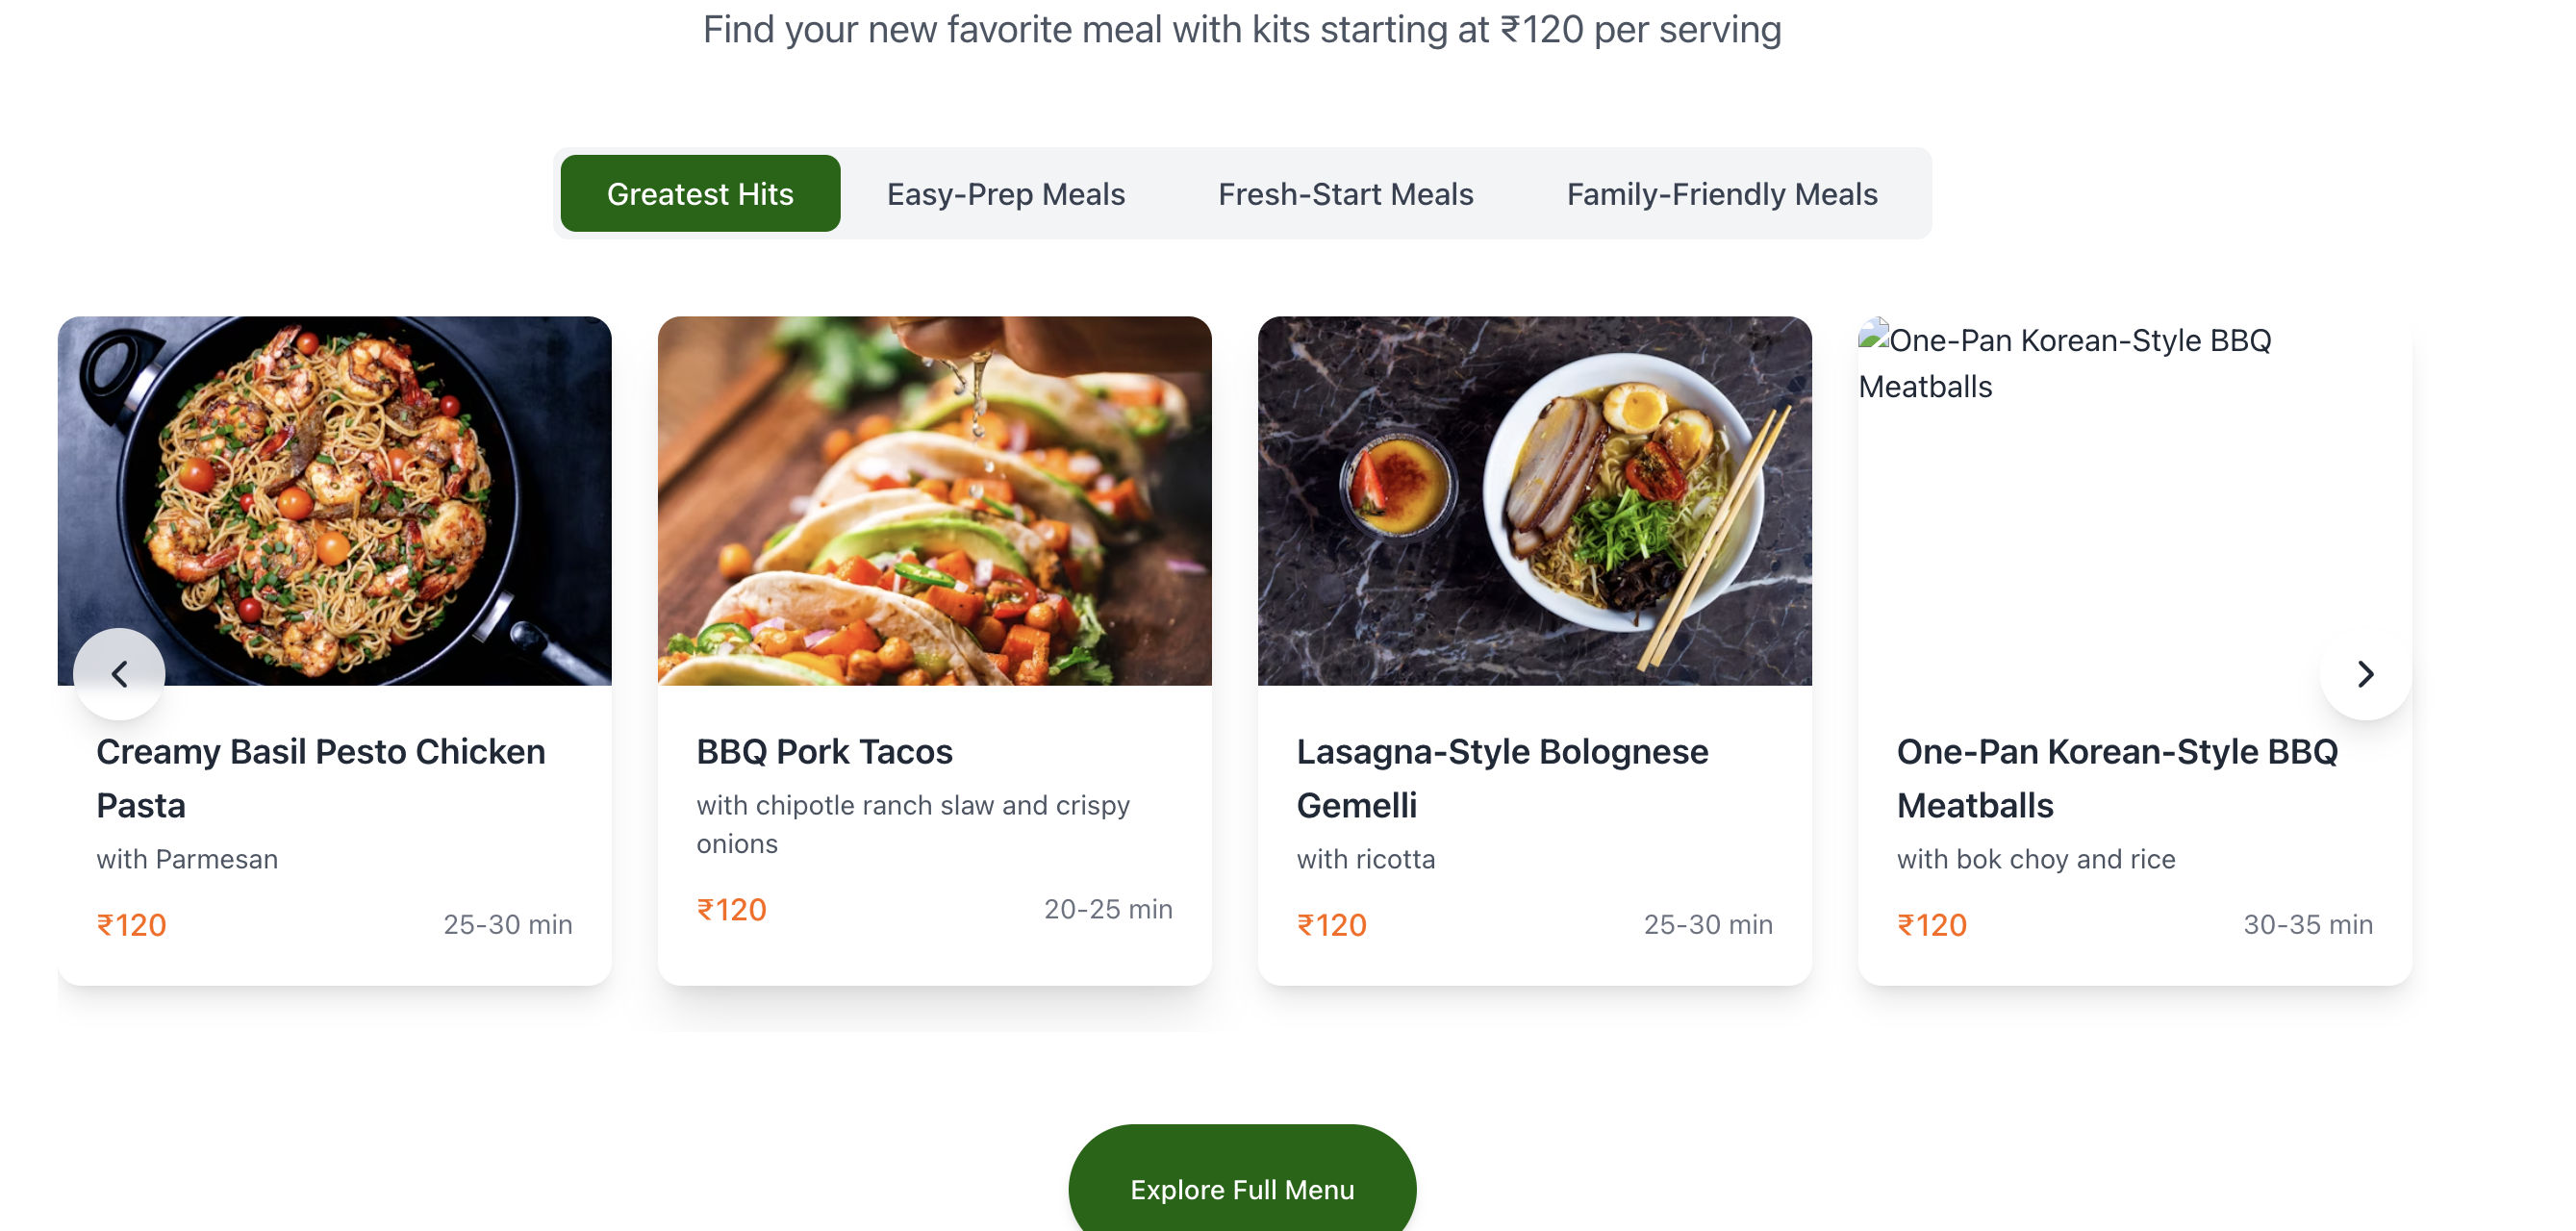 Find your new favorite meal with kits starting at ₹120 per serving
Greatest Hits
Easy-Prep Meals
Fresh-Start Meals
Family-Friendly Meals
Creamy Basil Pesto Chicken
Pasta
with Parmesan
₹120
25-30 min
BBQ Pork Tacos
with chipotle ranch slaw and crispy
onions
₹120
20-25 min
Lasagna-Style Bolognese
Gemelli
with ricotta
₹120
25-30 min
One-Pan Korean-Style BBQ
Meatballs
One-Pan Korean-Style BBQ
Meatballs
with bok choy and rice
₹120
30-35 min
Explore Full Menu